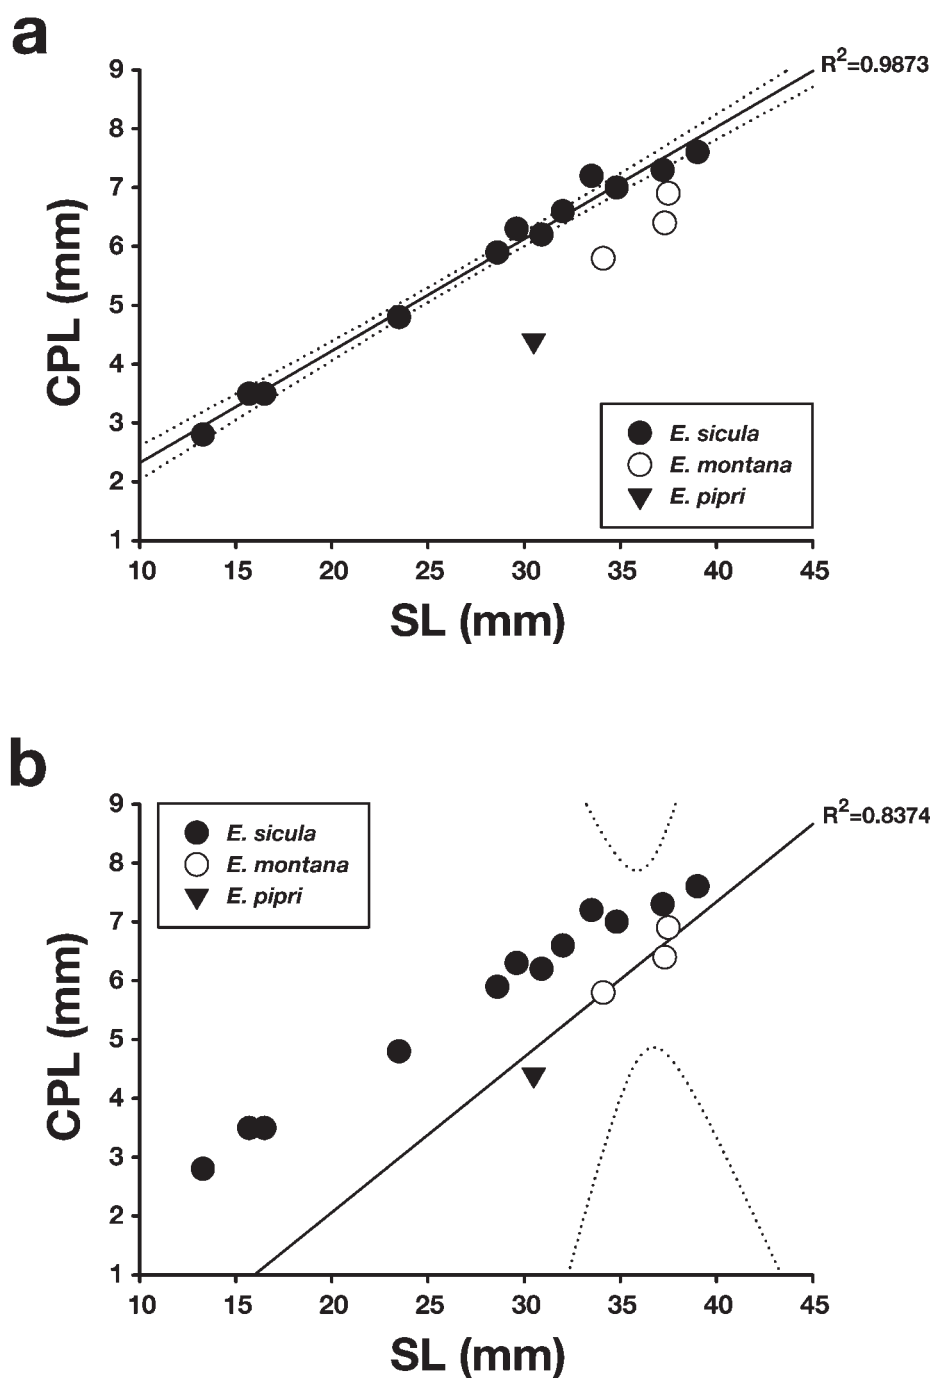 a
R²=0.9873
9
8
7
6
5
4
3
2
1
CPL (mm)
E. sicula
E. montana
E. pipri
10 15 20 25 30 35 40 45
SL (mm)
b
R²=0.8374
9
8
7
6
5
4
3
2
1
CPL (mm)
E. sicula
E. montana
E. pipri
10 15 20 25 30 35 40 45
SL (mm)